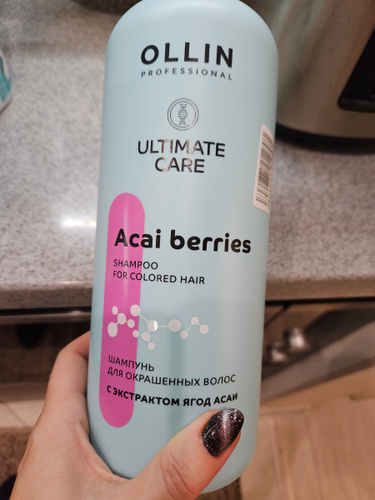 OLLIN
PROFESSIONAL
ULTIMATE
CARE
Acai berries
SHAMPOO
FOR COLORED HAIR
ШАМПУНЬ
ДЛЯ ОКРАШЕННЫХ ВОЛОС
С ЭКСТРАКТОМ ЯГОД АСАИ